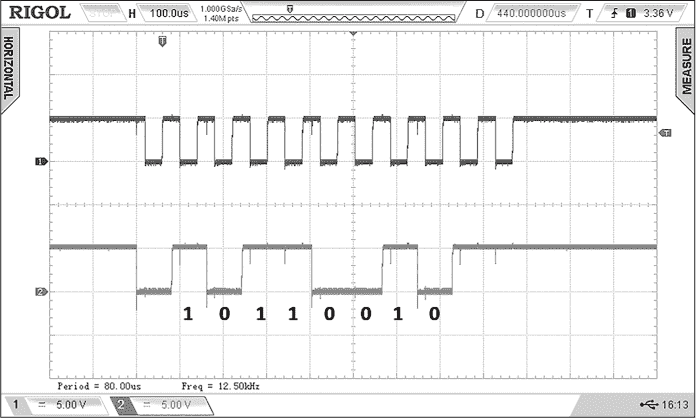 RIGOL STOP H 100.0us 1.000GSa/s D 440.000000us T 1 3.36 V
1.40M pts
HORIZONTAL
MEASURE
T
1
2
1 0 1 1 0 0 1 0
Period = 80.00us Freq = 12.50kHz
1 = 5.00 V 2 = 5.00 V 16:13